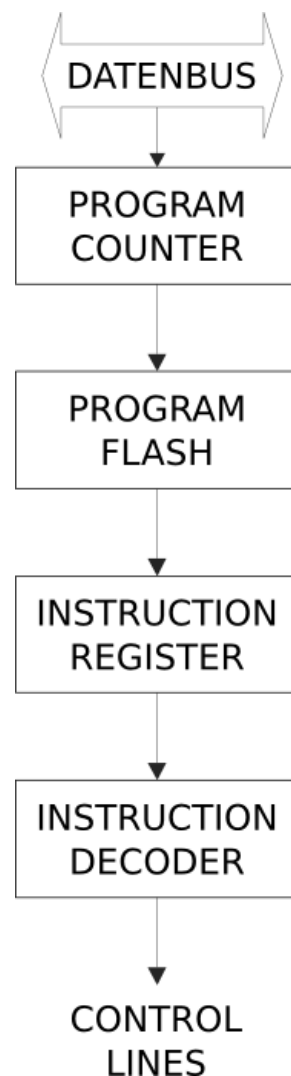 DATENBUS
PROGRAM
COUNTER
PROGRAM
FLASH
INSTRUCTION
REGISTER
INSTRUCTION
DECODER
CONTROL
LINES